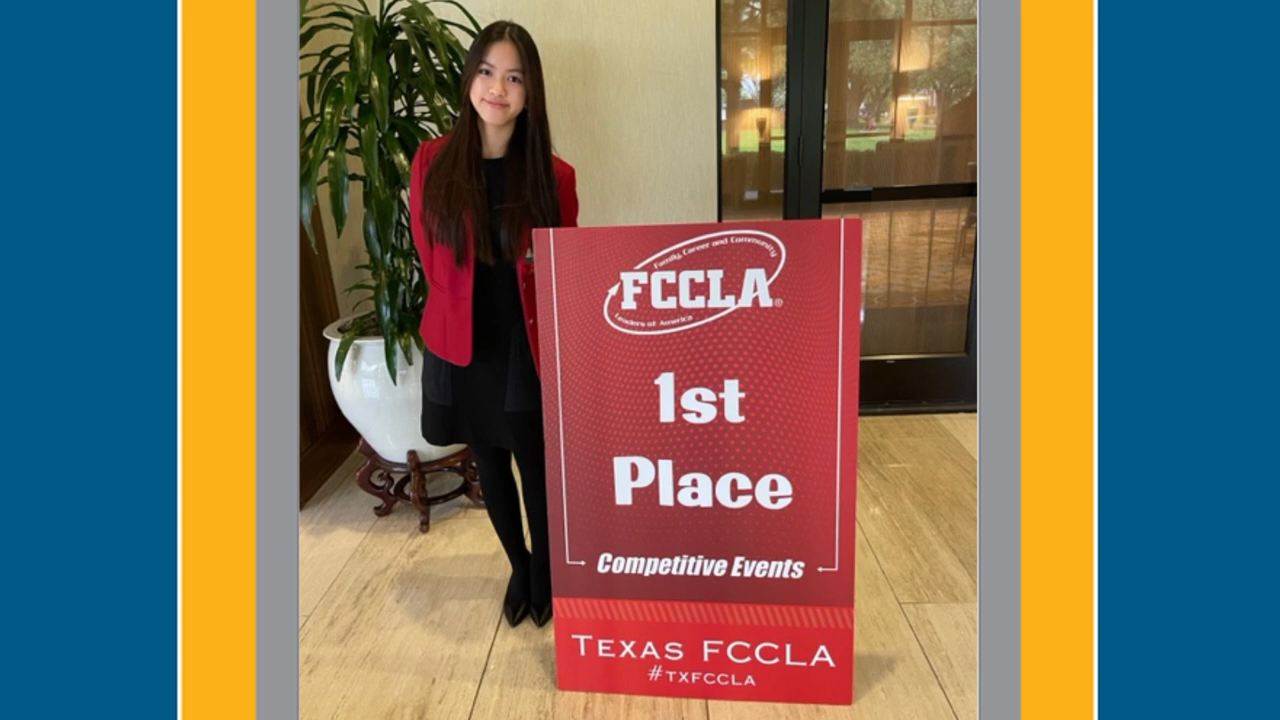 Family, Career and Community
FCCLA®
Leaders of America
1st
Place
Competitive Events
TEXAS FCCLA
#TXFCCLA